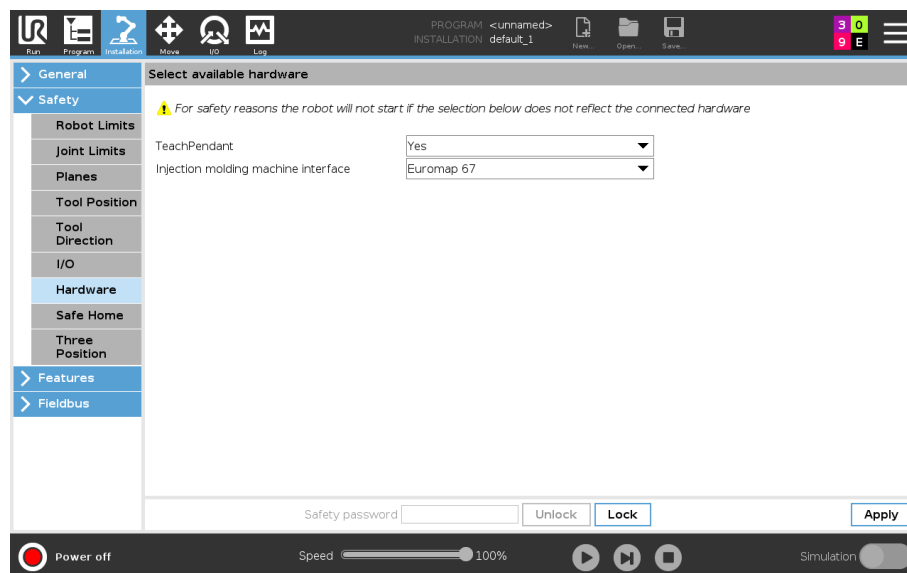 UR
PROGRAM <unnamed>
INSTALLATION default_1
Run Program Installation Move I/O Log New... Open... Save...
3 0
9 E
General
Safety
Robot Limits
Joint Limits
Planes
Tool Position
Tool
Direction
I/O
Hardware
Safe Home
Three
Position
Features
Fieldbus
Select available hardware
For safety reasons the robot will not start if the selection below does not reflect the connected hardware
TeachPendant Yes
Injection molding machine interface Euromap 67
Safety password Unlock Lock Apply
Power off Speed 100% Simulation